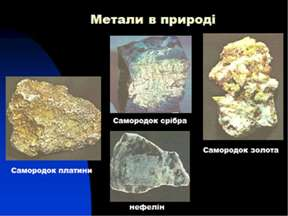 Метали в природі
Самородок срібра
Самородок золота
Самородок платини
нефелін